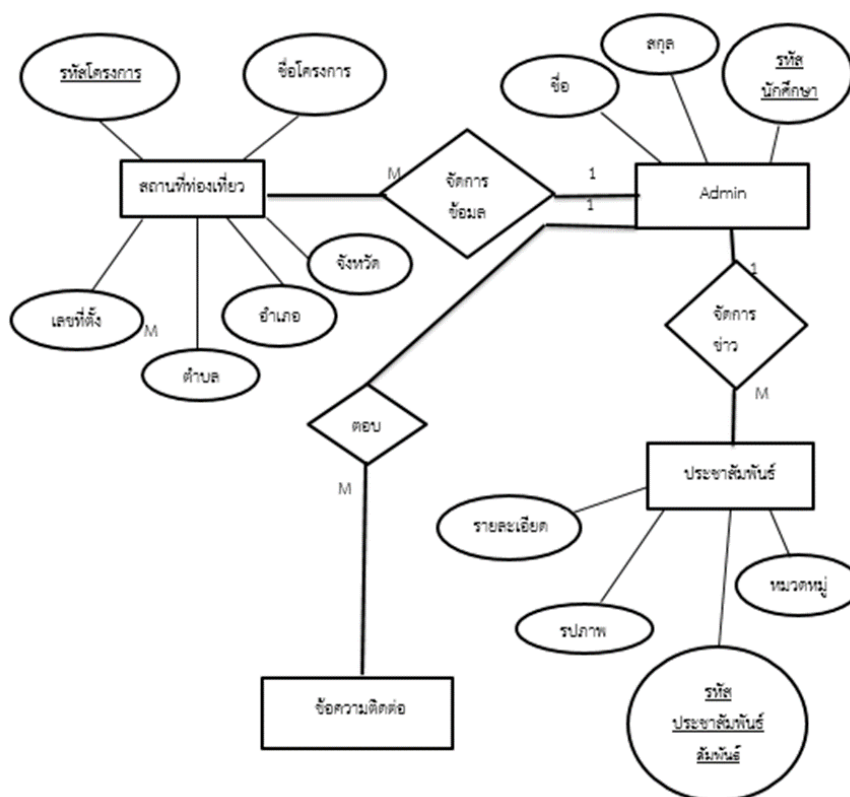 สกุล
รหัสโครงการ
ชื่อโครงการ
ชื่อ
รหัส
นักศึกษา
สถานที่ท่องเที่ยว
M
จัดการ
ข้อมล
1
1
Admin
จังหวัด
เลขที่ตั้ง
M
อำเภอ
ตำบล
1
จัดการ
ข่าว
M
ตอบ
M
ประชาสัมพันธ์
รายละเอียด
หมวดหมู่
รปภาพ
ข้อความติดต่อ
รหัส
ประชาสัมพันธ์
สัมพันธ์